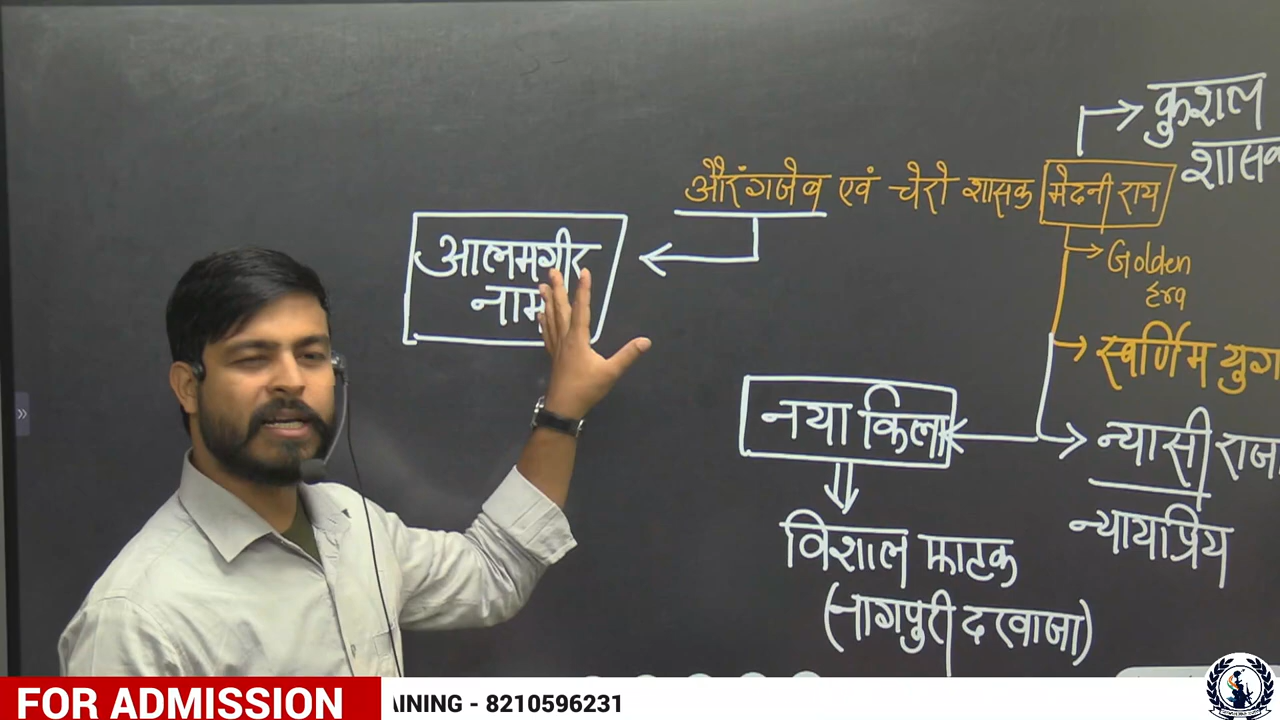 कुशल
शासक
औरंगजेब एवं चेरो शासक मेदनी राय
आलमगीर
नाम
Golden
era
स्वर्णिम युग
नया किला
न्यासी राजा
न्यायप्रिय
विशाल फाटक
(नागपुरी दरवाजा)
»
FOR ADMISSION
AINING - 8210596231